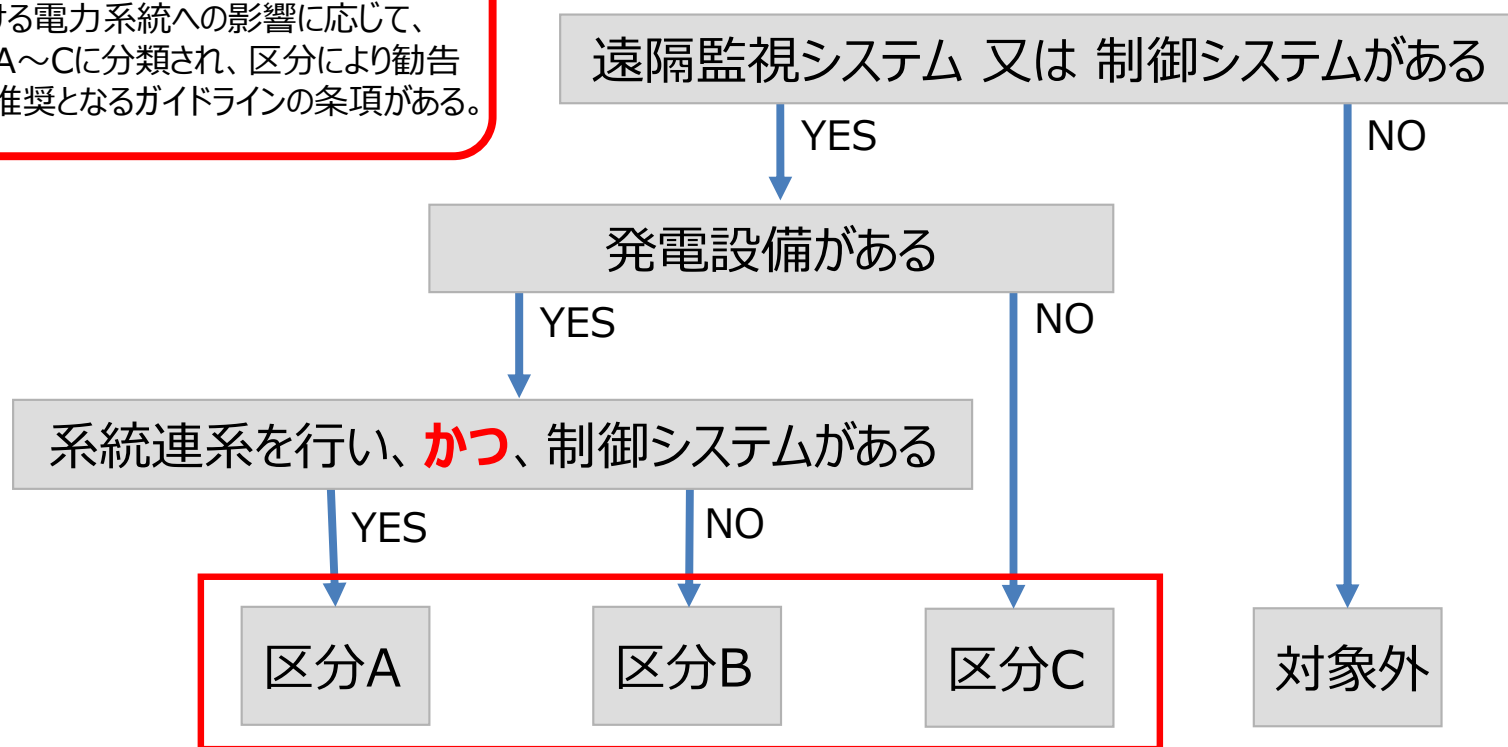 る電力系統への影響に応じて、
A～Cに分類され、区分により勧告
推奨となるガイドラインの条項がある。
遠隔監視システム 又は 制御システムがある
YES
NO
発電設備がある
YES
NO
系統連系を行い、かつ、制御システムがある
YES
NO
区分A
区分B
区分C
対象外